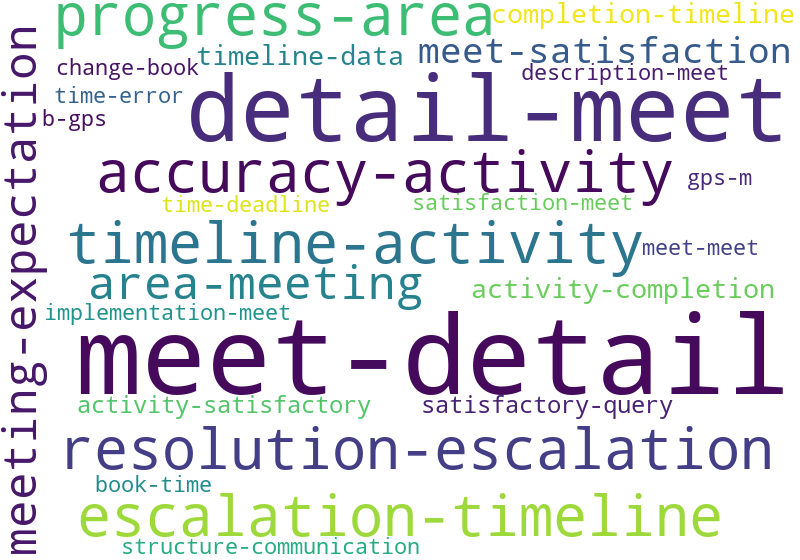 progress-area
completion-timeline
timeline-data
meet-satisfaction
change-book
description-meet
time-error
detail-meet
b-gps
meeting-expectation
accuracy-activity
gps-m
time-deadline
satisfaction-meet
timeline-activity
meet-meet
area-meeting
activity-completion
implementation-meet
meet-detail
activity-satisfactory
satisfactory-query
resolution-escalation
book-time
escalation-timeline
structure-communication